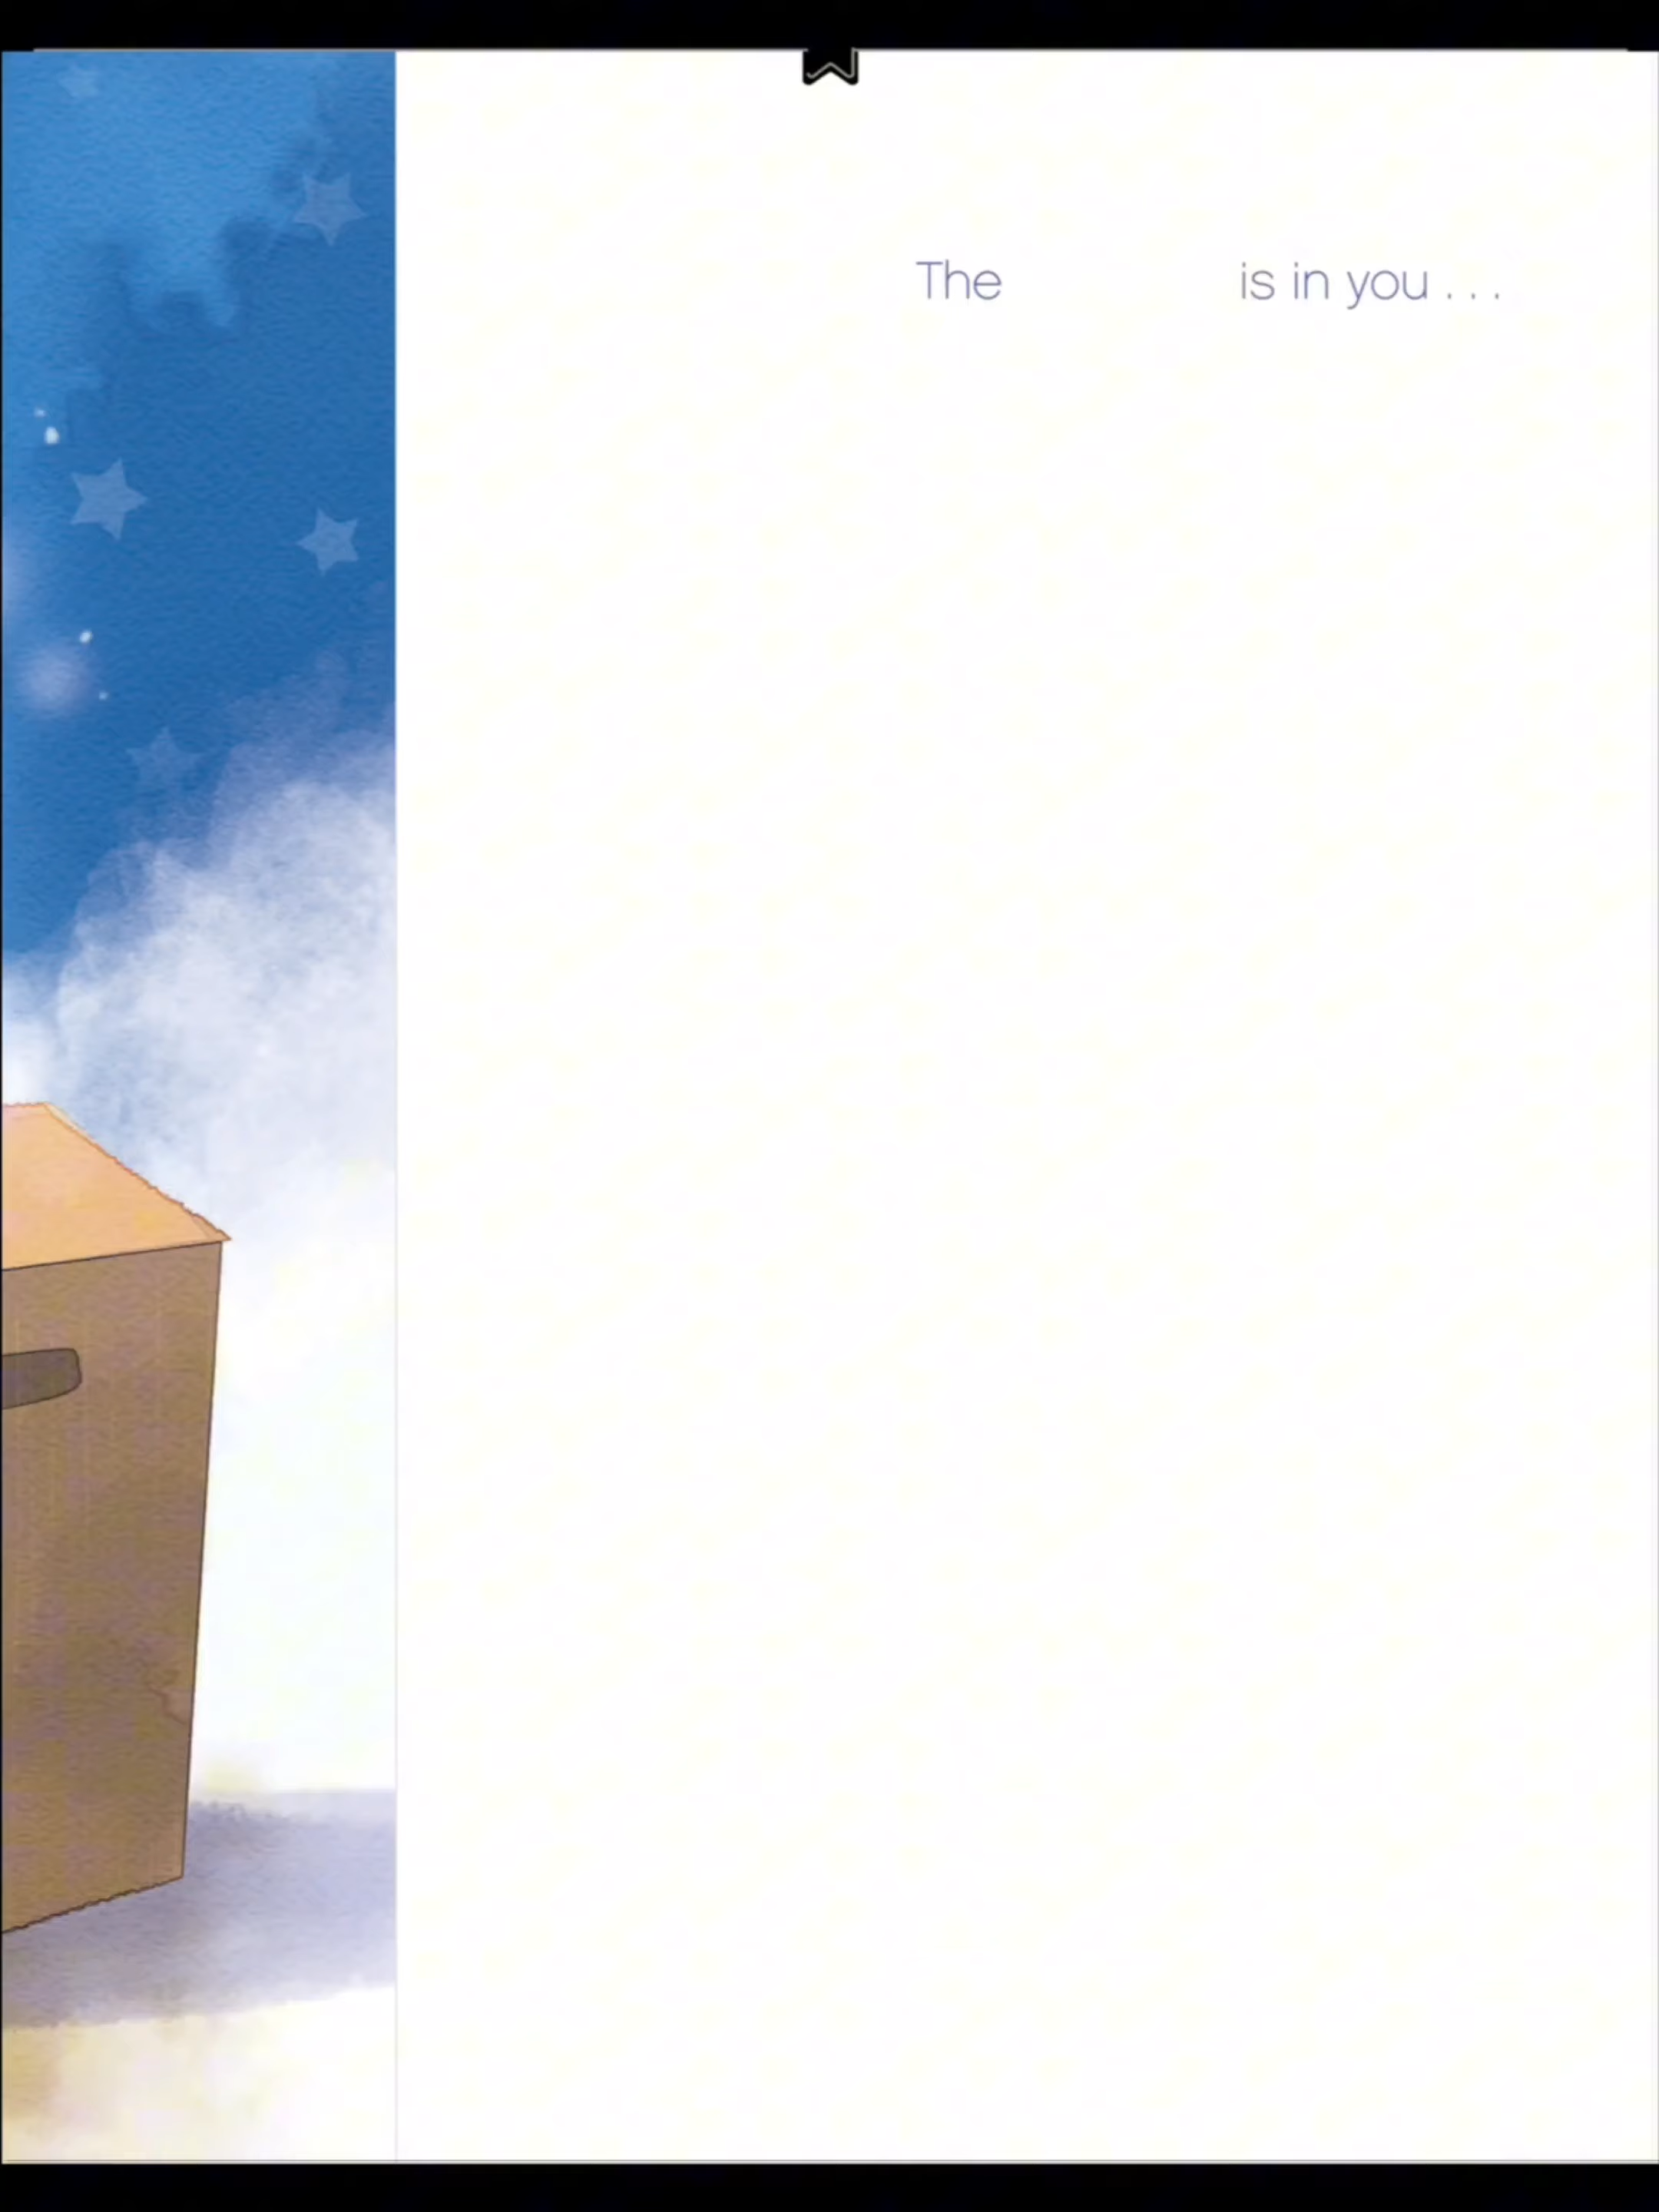 The is in you . . .